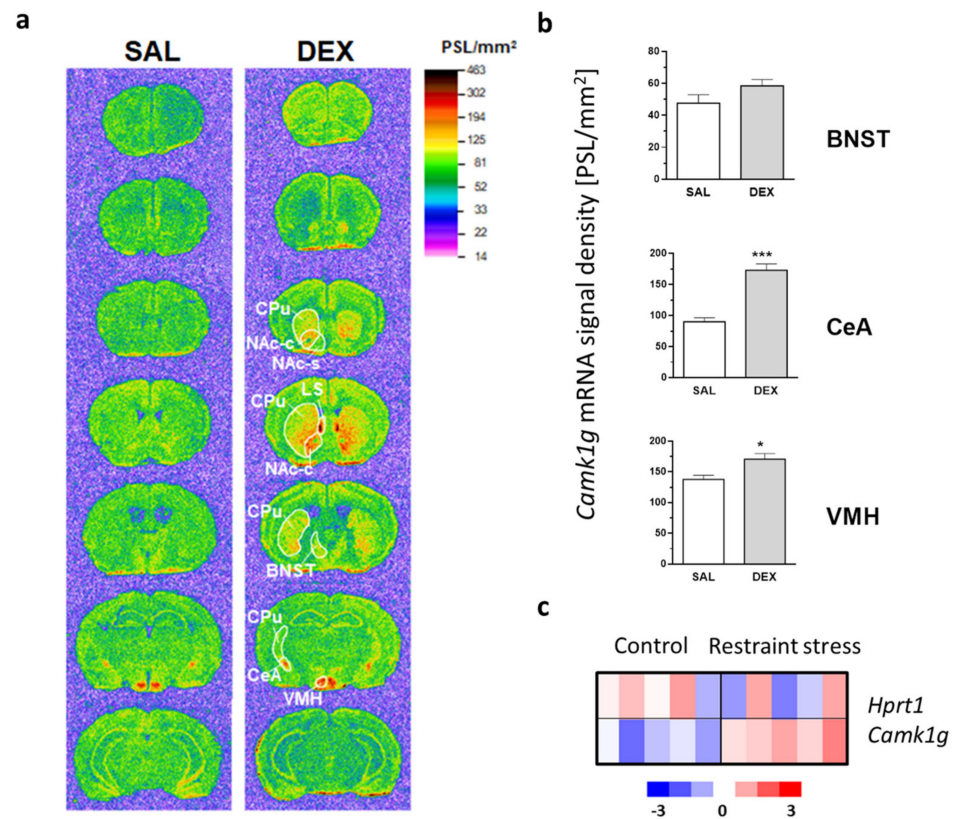 a
SAL
DEX
PSL/mm²
463
302
194
125
81
52
33
22
14
CPu
NAc-c
NAc-s
LS
CPu
NAc-c
CPu
BNST
CPu
CeA
VMH
b
Camk1g mRNA signal density [PSL/mm²]
80
60
40
20
0
SAL DEX
BNST
200
150
100
50
0
***
SAL DEX
CeA
200
150
100
50
0
*
SAL DEX
VMH
c
Control Restraint stress
Hprt1
Camk1g
-3 0 3